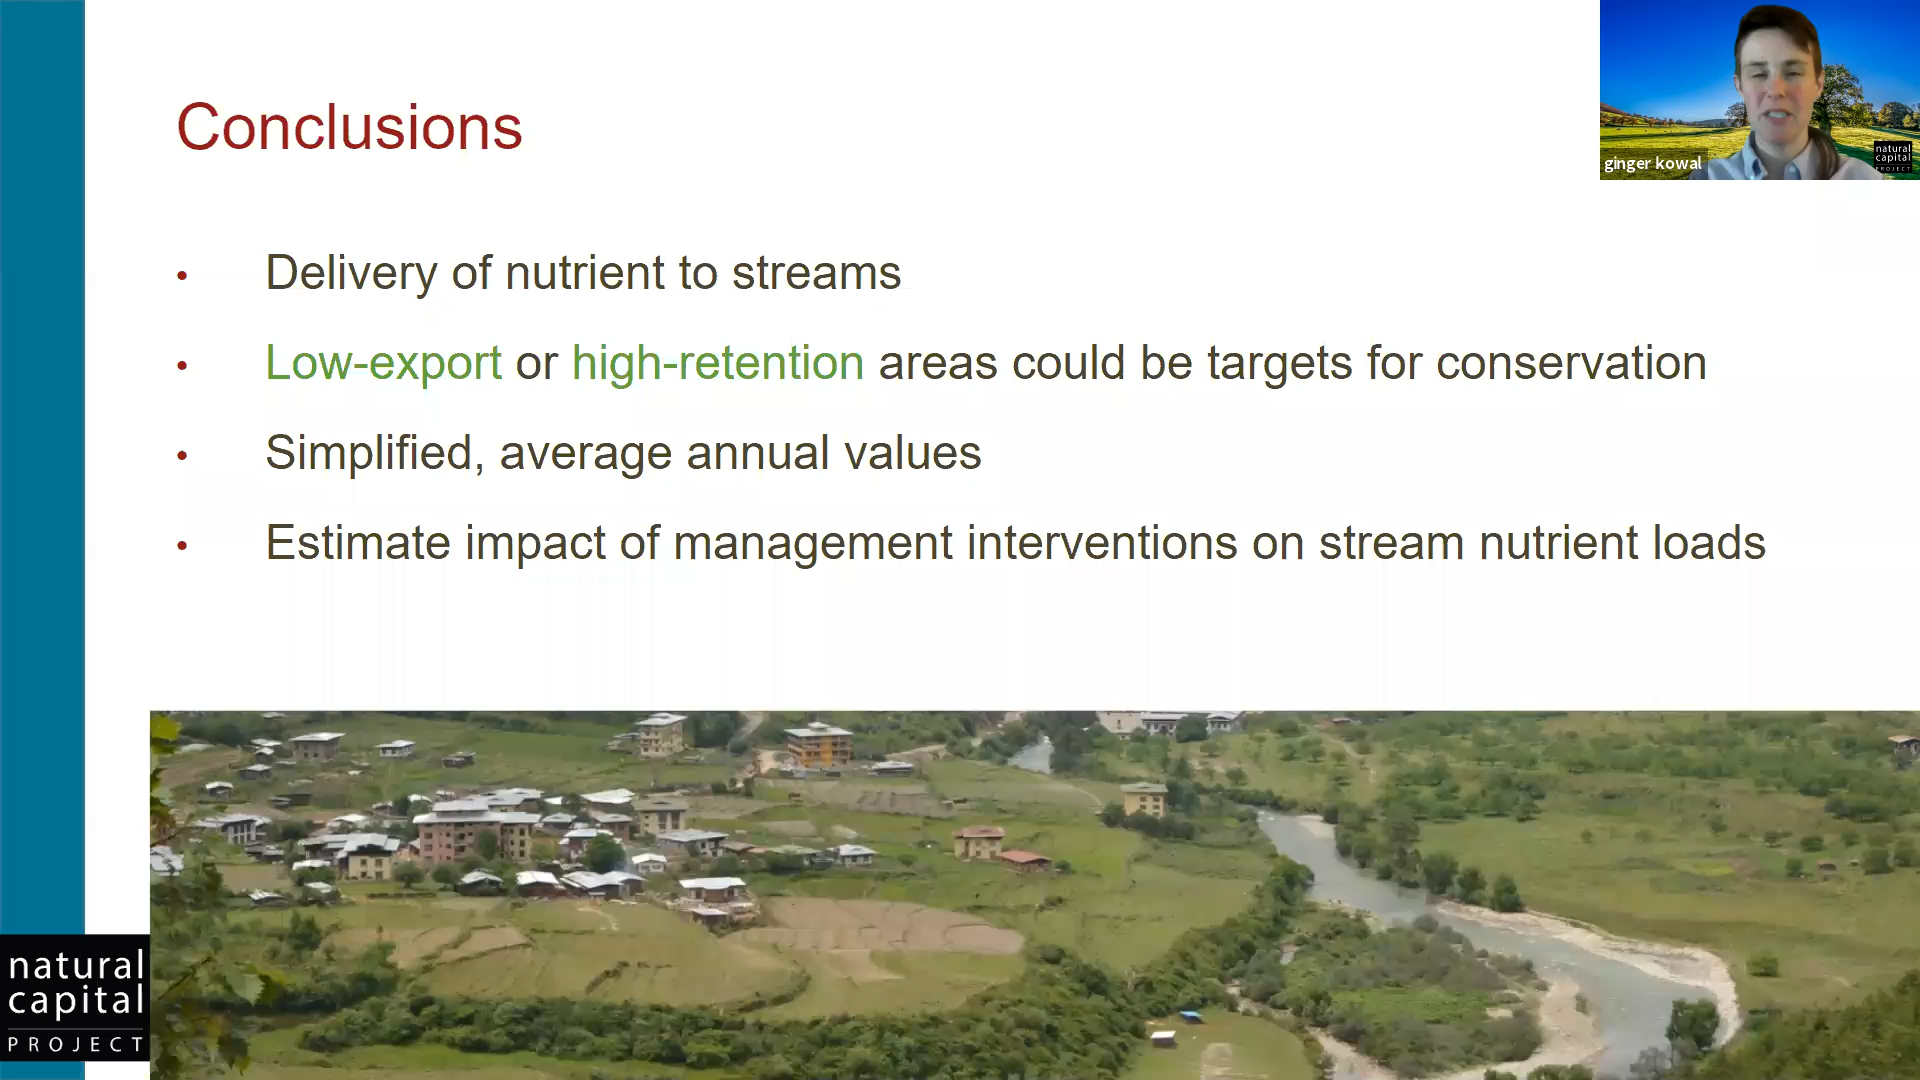 Conclusions
• Delivery of nutrient to streams
• Low-export or high-retention areas could be targets for conservation
• Simplified, average annual values
• Estimate impact of management interventions on stream nutrient loads
ginger kowal
natural
capital
PROJECT
natural
capital
PROJECT